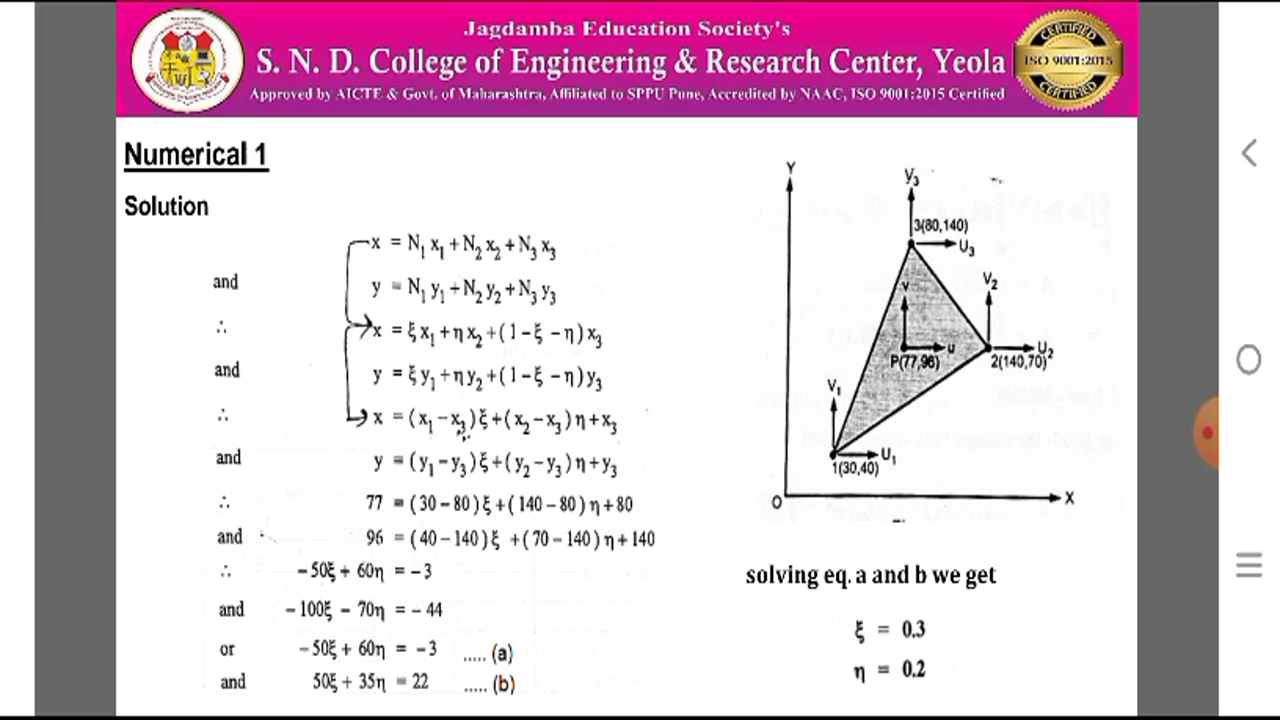 Jagdamba Education Society's
S. N. D. College of Engineering & Research Center, Yeola
Approved by AICTE & Govt. of Maharashtra, Affiliated to SPPU Pune, Accredited by NAAC, ISO 9001:2015 Certified
CERTIFIED
ISO 9001:2015
CERTIFIED
Numerical 1
Solution
x = N₁ x₁ + N₂ x₂ + N₃ x₃
and y = N₁ y₁ + N₂ y₂ + N₃ y₃
∴ x = ξ x₁ + η x₂ + (1 − ξ − η) x₃
and y = ξ y₁ + η y₂ + (1 − ξ − η) y₃
∴ x = (x₁ − x₃) ξ + (x₂ − x₃) η + x₃
and y = (y₁ − y₃) ξ + (y₂ − y₃) η + y₃
∴ 77 = (30 − 80) ξ + (140 − 80) η + 80
and 96 = (40 − 140) ξ + (70 − 140) η + 140
∴ −50ξ + 60η = −3
and −100ξ − 70η = −44
or −50ξ + 60η = −3 ..... (a)
and 50ξ + 35η = 22 ..... (b)
Y
V₃
3(80,140)
U₃
V₂
v
u
U₂
P(77,96)
2(140,70)
V₁
U₁
1(30,40)
O
X
solving eq. a and b we get
ξ = 0.3
η = 0.2